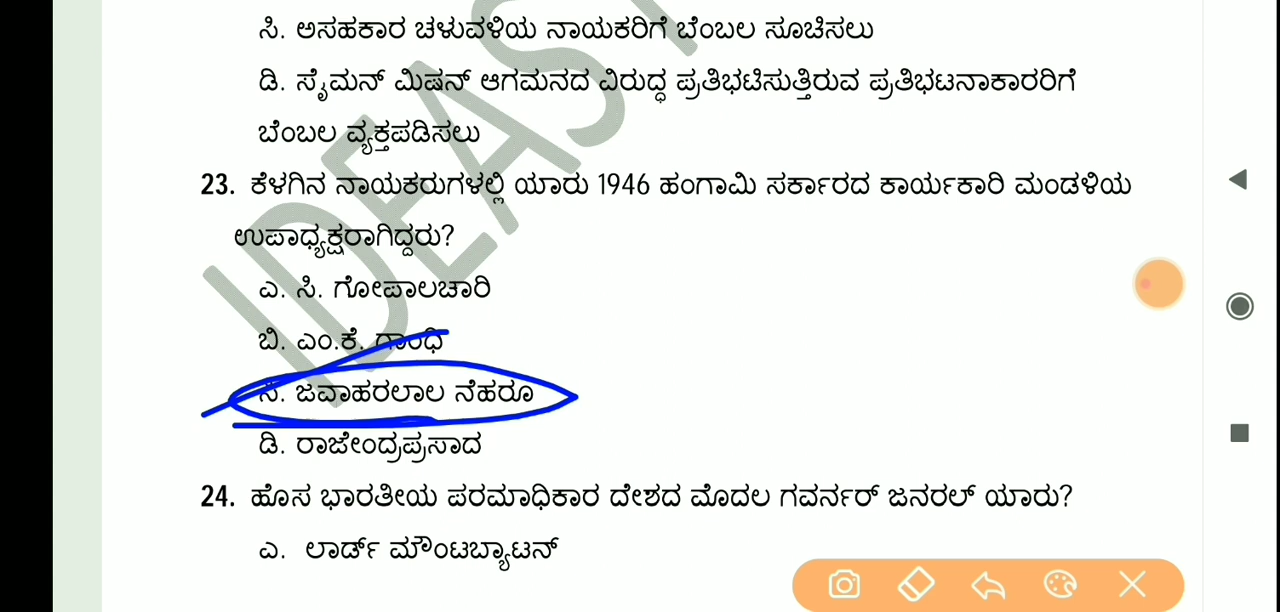 ಸಿ. ಅಸಹಕಾರ ಚಳುವಳಿಯ ನಾಯಕರಿಗೆ ಬೆಂಬಲ ಸೂಚಿಸಲು
ಡಿ. ಸೈಮನ್ ಮಿಷನ್ ಆಗಮನದ ವಿರುದ್ಧ ಪ್ರತಿಭಟಿಸುತ್ತಿರುವ ಪ್ರತಿಭಟನಾಕಾರರಿಗೆ
ಬೆಂಬಲ ವ್ಯಕ್ತಪಡಿಸಲು
23. ಕೆಳಗಿನ ನಾಯಕರುಗಳಲ್ಲಿ ಯಾರು 1946 ಹಂಗಾಮಿ ಸರ್ಕಾರದ ಕಾರ್ಯಕಾರಿ ಮಂಡಳಿಯ
ಉಪಾಧ್ಯಕ್ಷರಾಗಿದ್ದರು?
ಎ. ಸಿ. ಗೋಪಾಲಚಾರಿ
ಬಿ. ಎಂ.ಕೆ. ಗಾಂಧಿ
ಸಿ. ಜವಾಹರಲಾಲ ನೆಹರೂ
ಡಿ. ರಾಜೇಂದ್ರಪ್ರಸಾದ
24. ಹೊಸ ಭಾರತೀಯ ಪರಮಾಧಿಕಾರ ದೇಶದ ಮೊದಲ ಗವರ್ನರ್ ಜನರಲ್ ಯಾರು?
ಎ. ಲಾರ್ಡ್ ಮೌಂಟಬ್ಯಾಟನ್
IDEAST